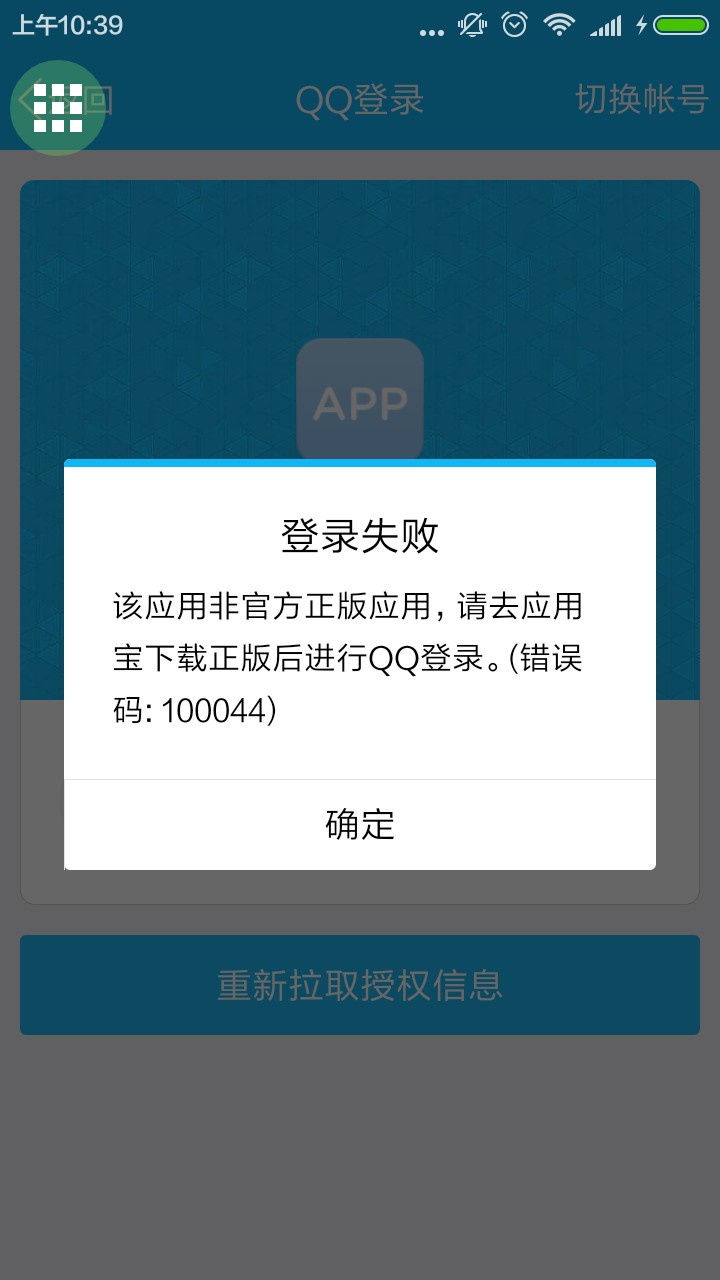 上午10:39
返回
QQ登录
切换帐号
APP
登录失败
该应用非官方正版应用，请去应用
宝下载正版后进行QQ登录。(错误
码: 100044)
确定
重新拉取授权信息